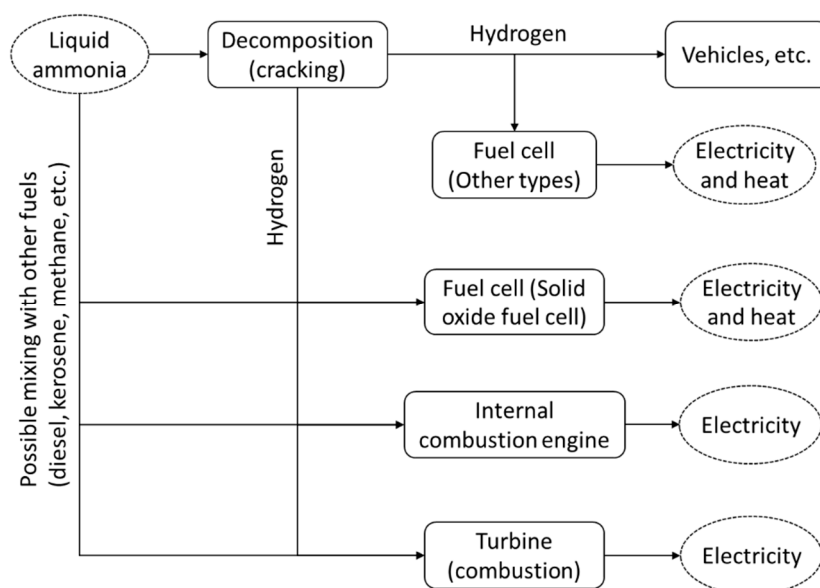 Liquid
ammonia
Decomposition
(cracking)
Hydrogen
Vehicles, etc.
Fuel cell
(Other types)
Electricity
and heat
Hydrogen
Possible mixing with other fuels
(diesel, kerosene, methane, etc.)
Fuel cell (Solid
oxide fuel cell)
Electricity
and heat
Internal
combustion engine
Electricity
Turbine
(combustion)
Electricity